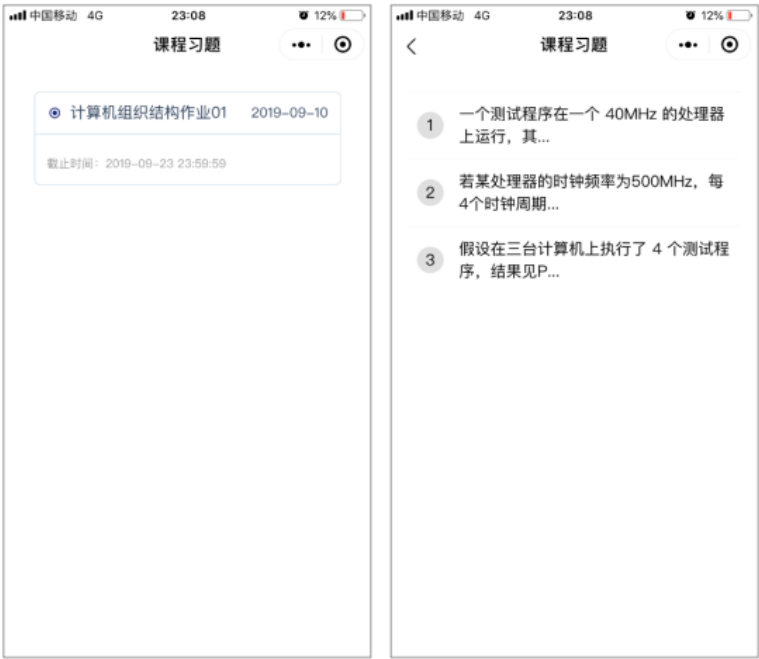 中国移动 4G 23:08 12%
课程习题
计算机组织结构作业01 2019-09-10
截止时间：2019-09-23 23:59:59
中国移动 4G 23:08 12%
课程习题
1 一个测试程序在一个 40MHz 的处理器
上运行，其...
2 若某处理器的时钟频率为500MHz，每
4个时钟周期...
3 假设在三台计算机上执行了 4 个测试程
序，结果见P...